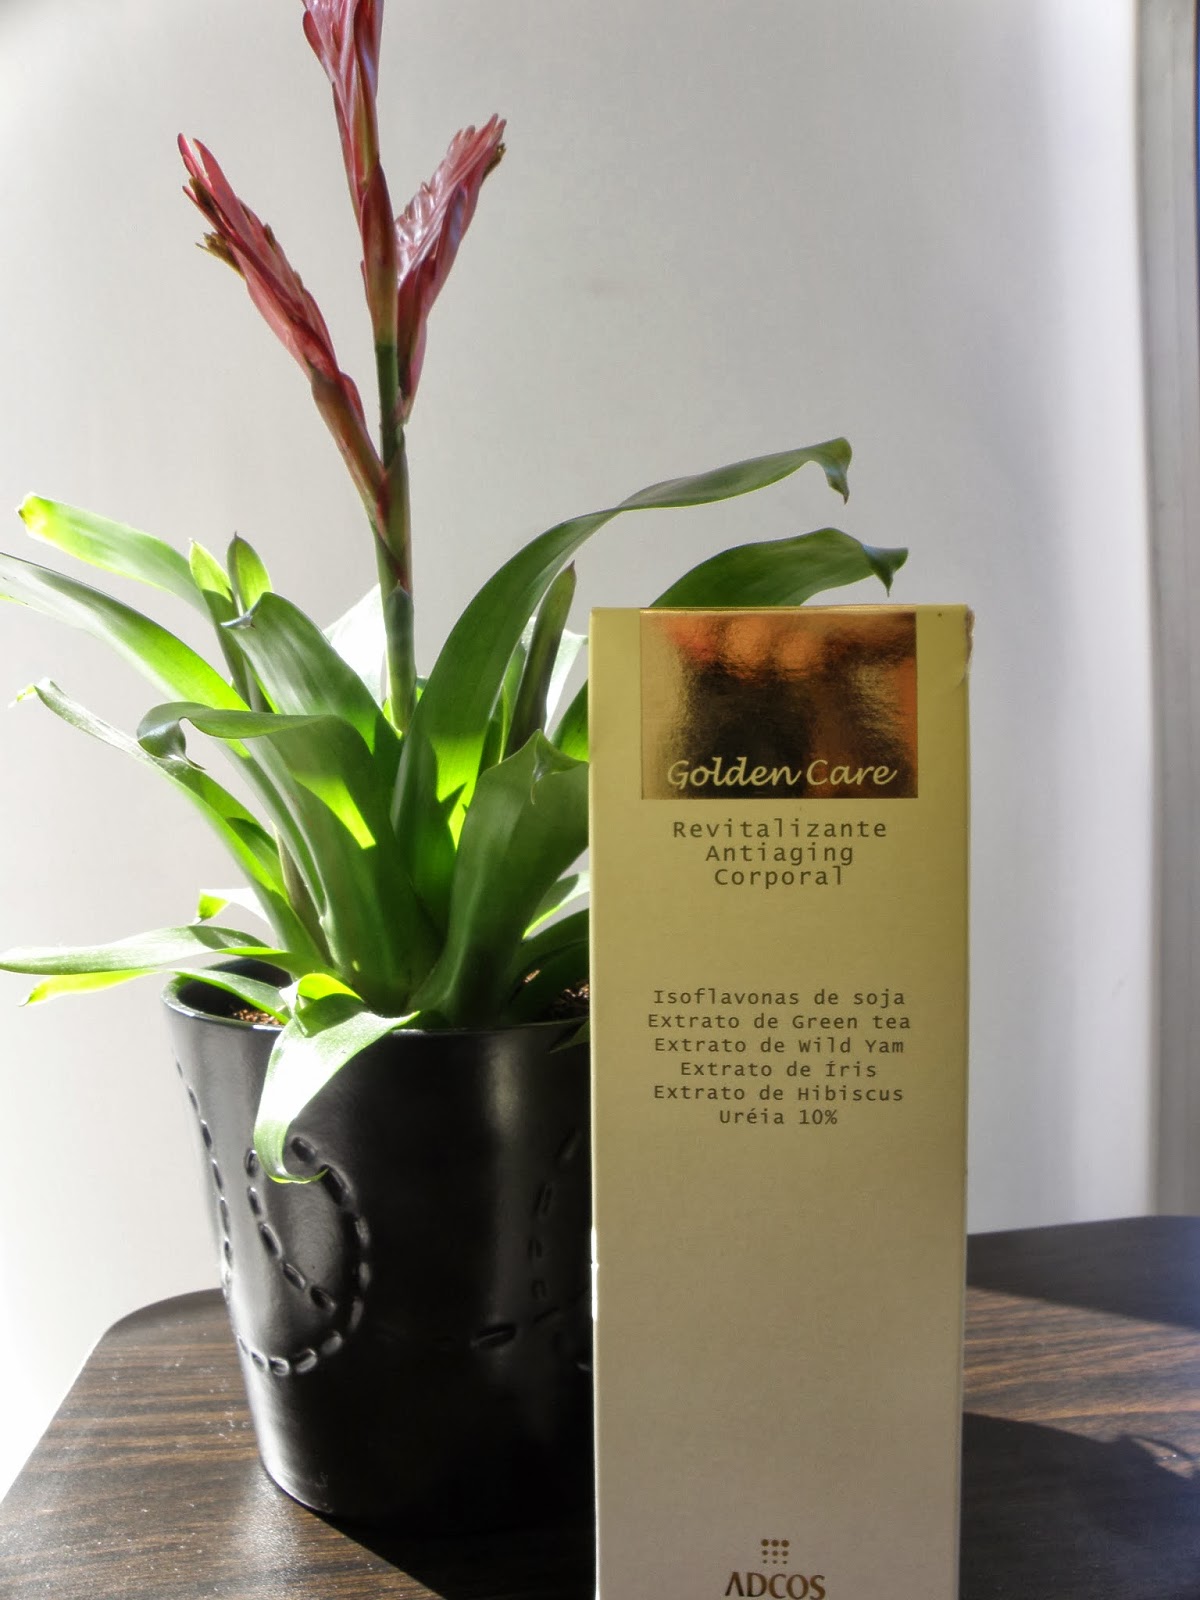 Golden Care
Revitalizante
Antiaging
Corporal
Isoflavonas de soja
Extrato de Green tea
Extrato de Wild Yam
Extrato de Íris
Extrato de Hibiscus
Uréia 10%
ADCOS